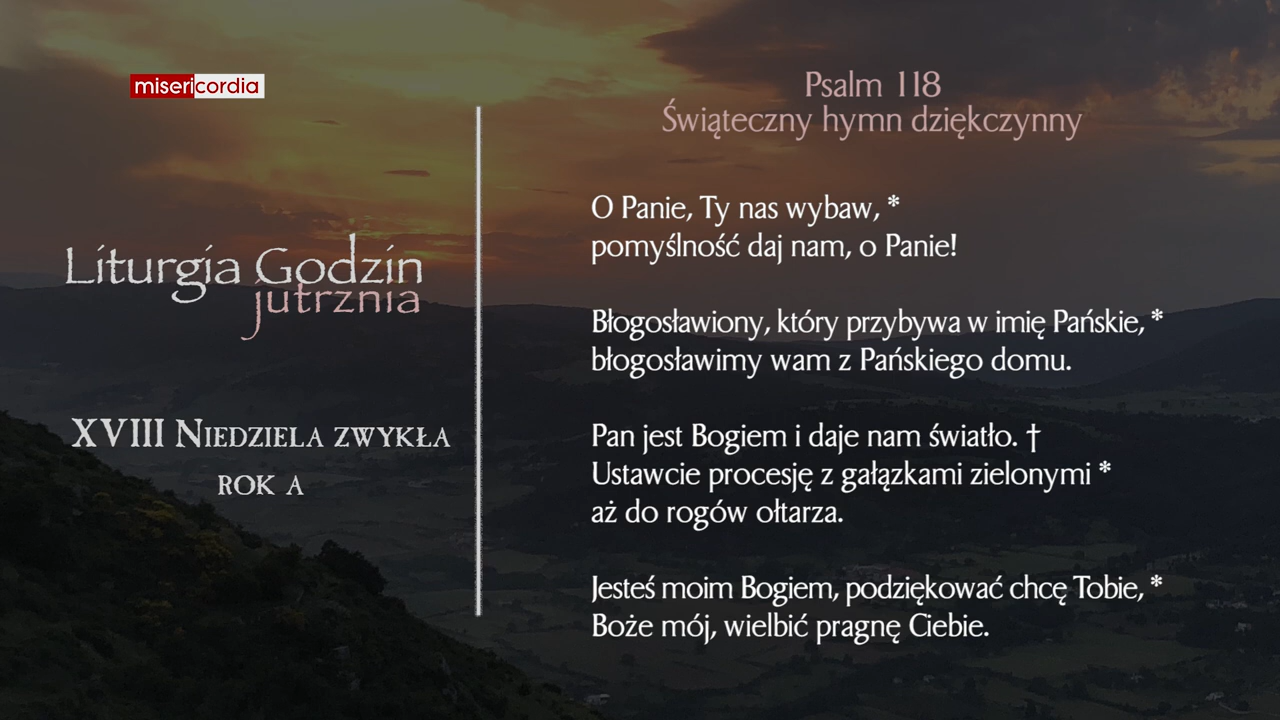 misericordia
Liturgia Godzin
jutrznia
XVIII Niedziela zwykła
rok A
Psalm 118
Świąteczny hymn dziękczynny
O Panie, Ty nas wybaw, *
pomyślność daj nam, o Panie!
Błogosławiony, który przybywa w imię Pańskie, *
błogosławimy wam z Pańskiego domu.
Pan jest Bogiem i daje nam światło. †
Ustawcie procesję z gałązkami zielonymi *
aż do rogów ołtarza.
Jesteś moim Bogiem, podziękować chcę Tobie, *
Boże mój, wielbić pragnę Ciebie.